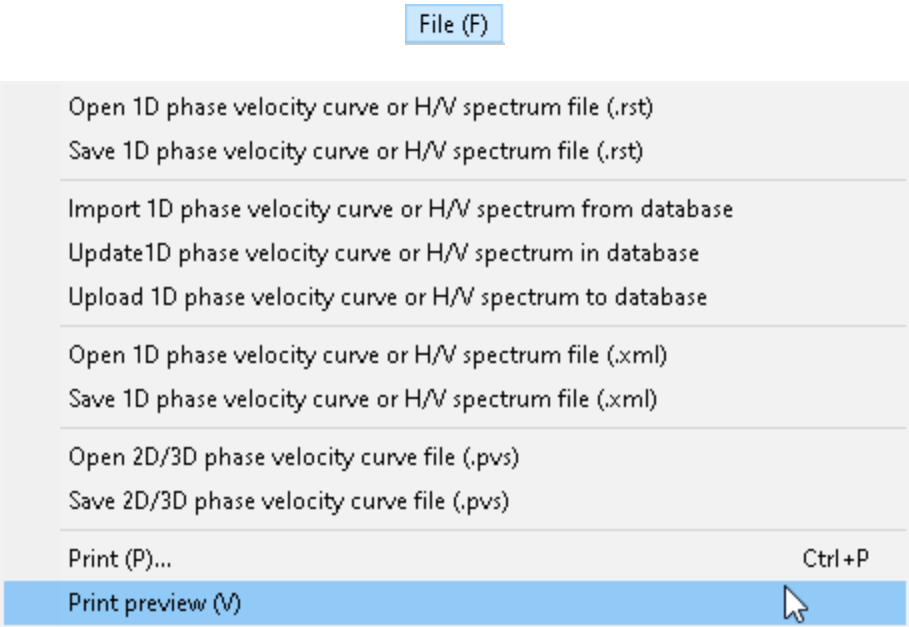 File (F)
Open 1D phase velocity curve or H/V spectrum file (.rst)
Save 1D phase velocity curve or H/V spectrum file (.rst)
Import 1D phase velocity curve or H/V spectrum from database
Update1D phase velocity curve or H/V spectrum in database
Upload 1D phase velocity curve or H/V spectrum to database
Open 1D phase velocity curve or H/V spectrum file (.xml)
Save 1D phase velocity curve or H/V spectrum file (.xml)
Open 2D/3D phase velocity curve file (.pvs)
Save 2D/3D phase velocity curve file (.pvs)
Print (P)... Ctrl+P
Print preview (V)